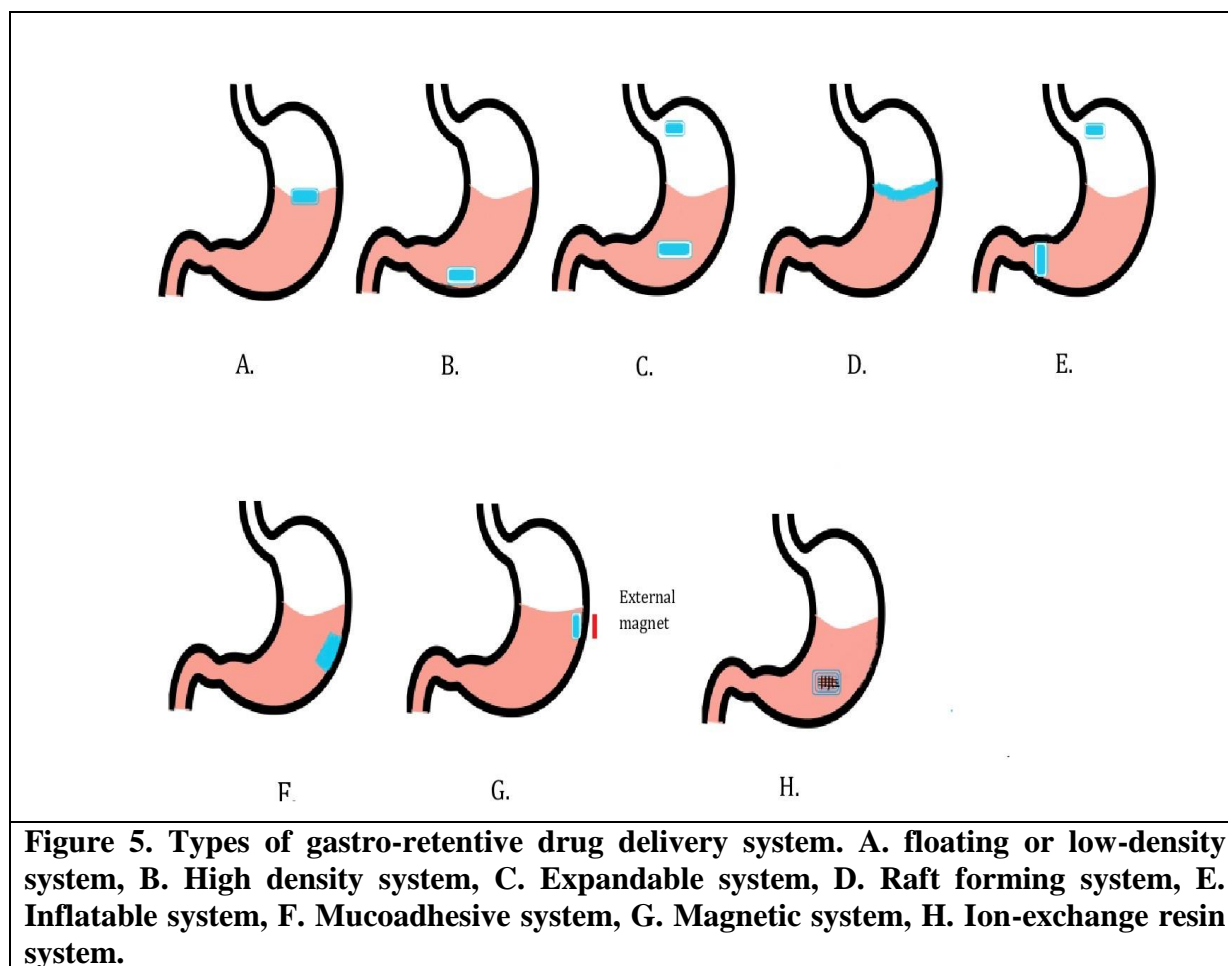 A. B. C. D. E.
External
magnet
F. G. H.
Figure 5. Types of gastro-retentive drug delivery system. A. floating or low-density
system, B. High density system, C. Expandable system, D. Raft forming system, E.
Inflatable system, F. Mucoadhesive system, G. Magnetic system, H. Ion-exchange resin
system.